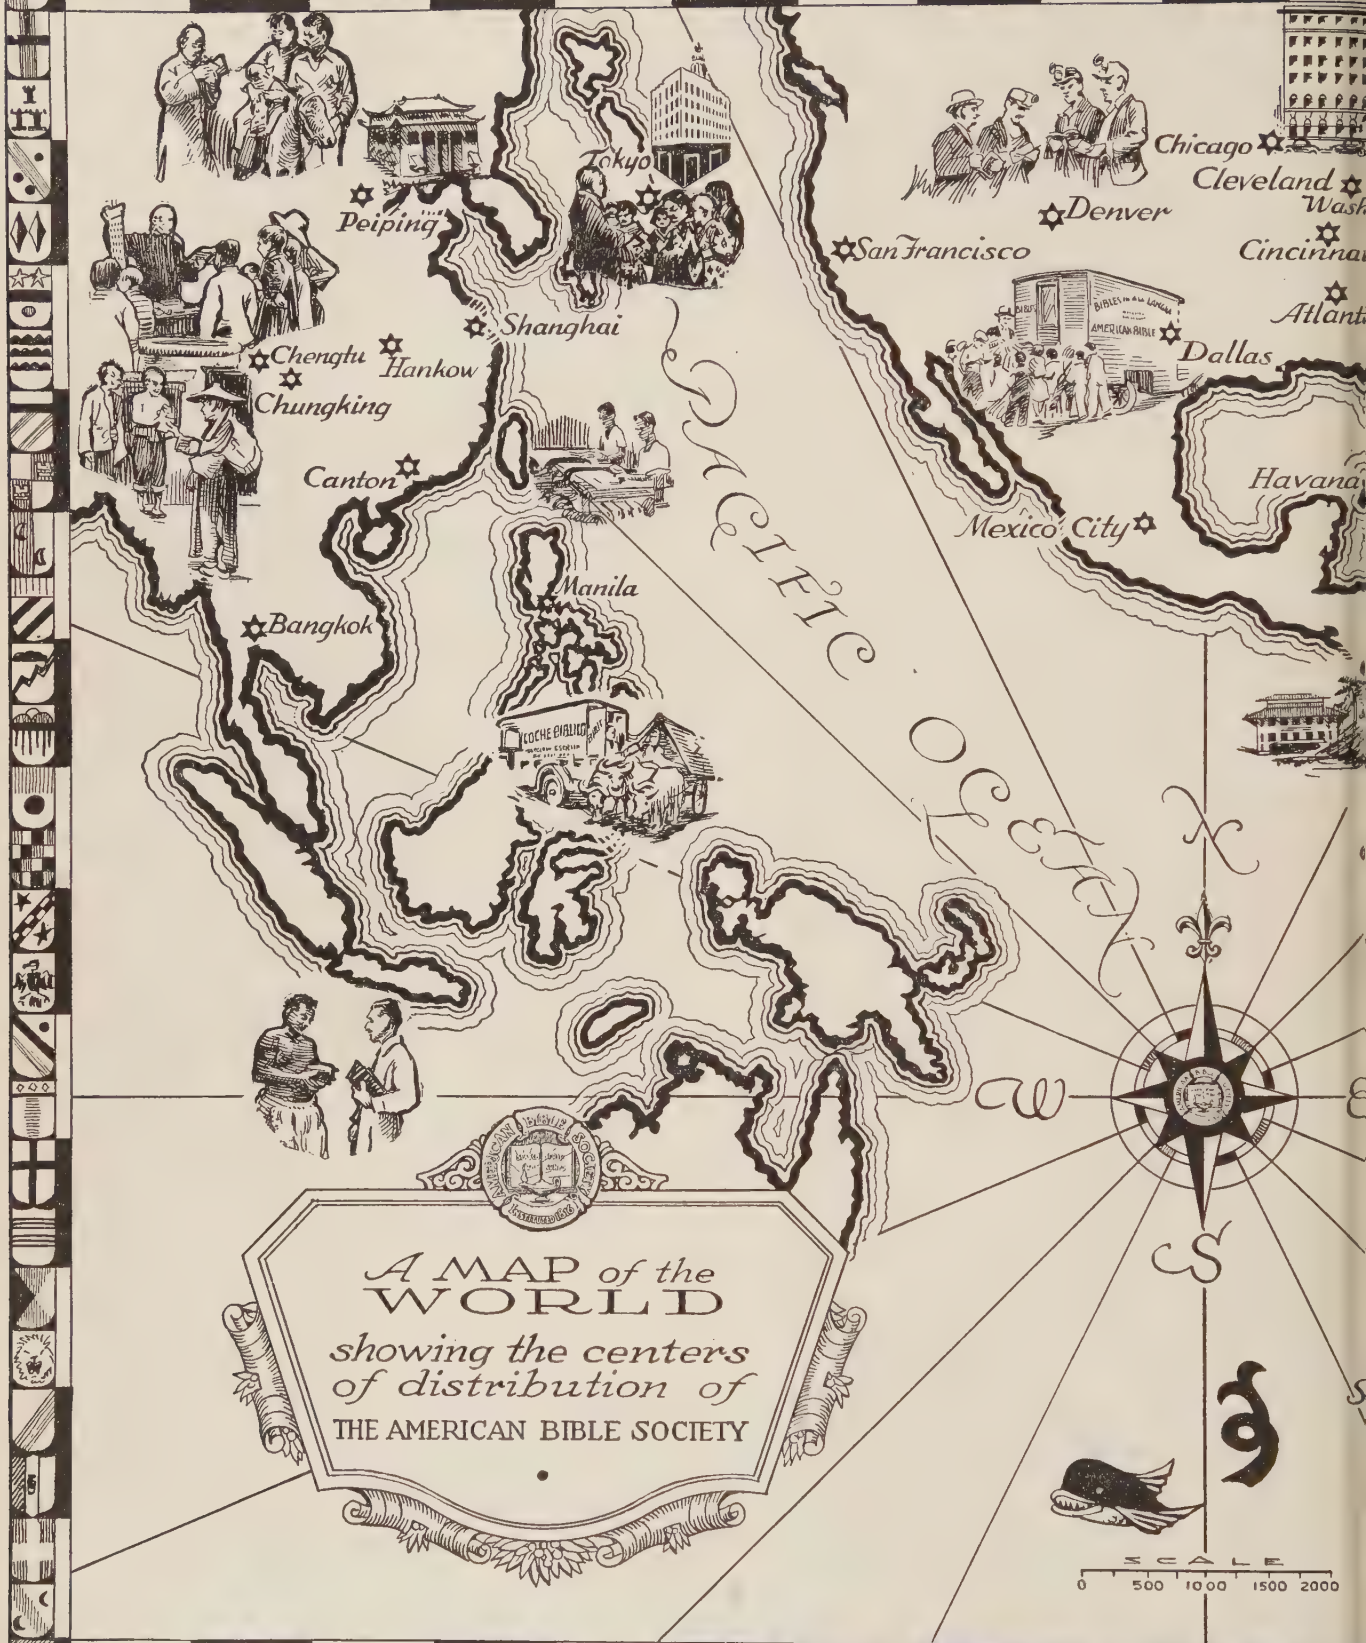 Tokyo
Peiping
Shanghai
Chengtu
Hankow
Chungking
Canton
Manila
Bangkok
COCHE BIBLICO
PACIFIC OCEAN
Chicago
Cleveland
Wash
Denver
San Francisco
Cincinna
Atlant
BIBLES
AMERICAN BIBLE
Dallas
Havana
Mexico City
N
W
E
S
S
AMERICAN BIBLE SOCIETY
INSTITUTED 1816
A MAP of the
WORLD
showing the centers
of distribution of
THE AMERICAN BIBLE SOCIETY
SCALE
0 500 1000 1500 2000